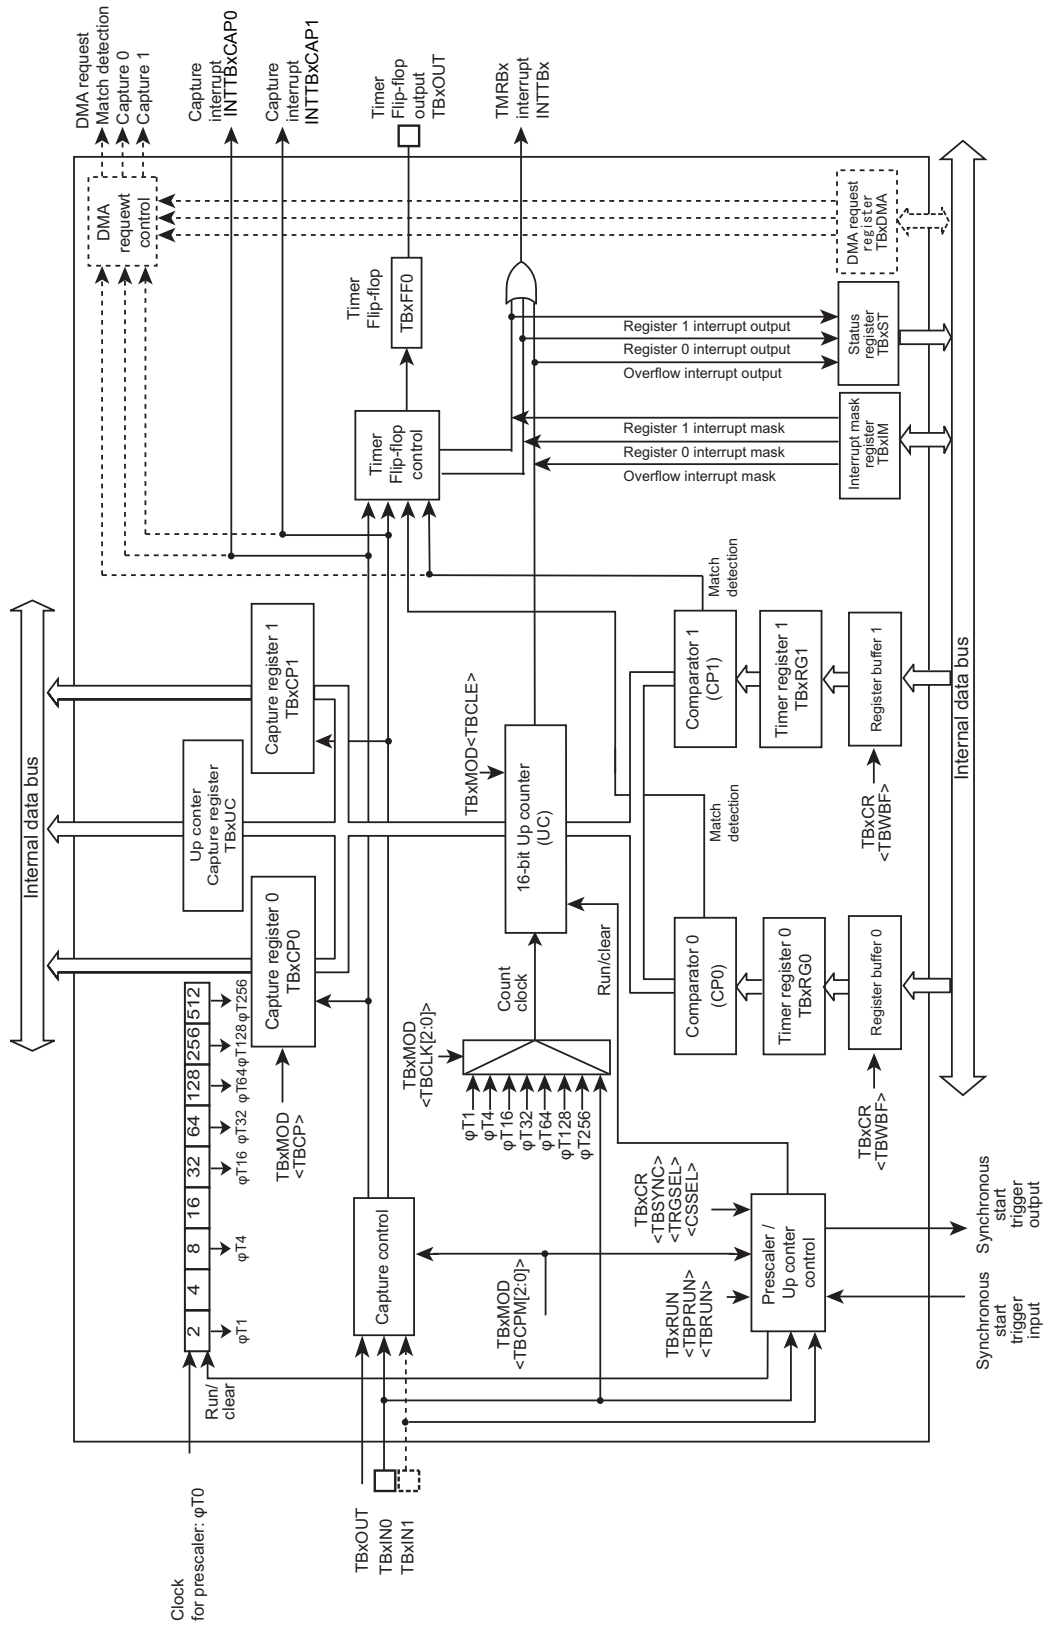 Clock
for prescaler: φT0
TBxOUT
TBxIN0
TBxIN1
Run/
clear
2
4
8
16
32
64
128
256
512
φT1
φT4
φT16
φT32
φT64
φT128
φT256
Internal data bus
Capture control
TBxMOD
<TBCP>
Capture register 0
TBxCP0
Up conter
Capture register
TBxUC
Capture register 1
TBxCP1
TBxMOD
<TBCPM[2:0]>
TBxMOD
<TBCLK[2:0]>
φT1
φT4
φT16
φT32
φT64
φT128
φT256
Count
clock
TBxMOD<TBCLE>
16-bit Up counter
(UC)
Run/clear
TBxRUN
<TBPRUN>
<TBRUN>
TBxCR
<TBSYNC>
<TRGSEL>
<CSSEL>
Prescaler /
Up conter
control
Synchronous
start
trigger
input
Synchronous
start
trigger
output
Comparator 0
(CP0)
Match
detection
Timer register 0
TBxRG0
Register buffer 0
TBxCR
<TBWBF>
Comparator 1
(CP1)
Match
detection
Timer register 1
TBxRG1
Register buffer 1
TBxCR
<TBWBF>
Internal data bus
Timer
Flip-flop
control
Timer
Flip-flop
TBxFF0
Overflow interrupt mask
Register 0 interrupt mask
Register 1 interrupt mask
Interrupt mask
register
TBxIM
Overflow interrupt output
Register 0 interrupt output
Register 1 interrupt output
Status
register
TBxST
DMA request
register
TBxDMA
DMA
requewt
control
DMA request
Match detection
Capture 0
Capture 1
Capture
interrupt
INTTBxCAP0
Capture
interrupt
INTTBxCAP1
Timer
Flip-flop
output
TBxOUT
TMRBx
interrupt
INTTBx